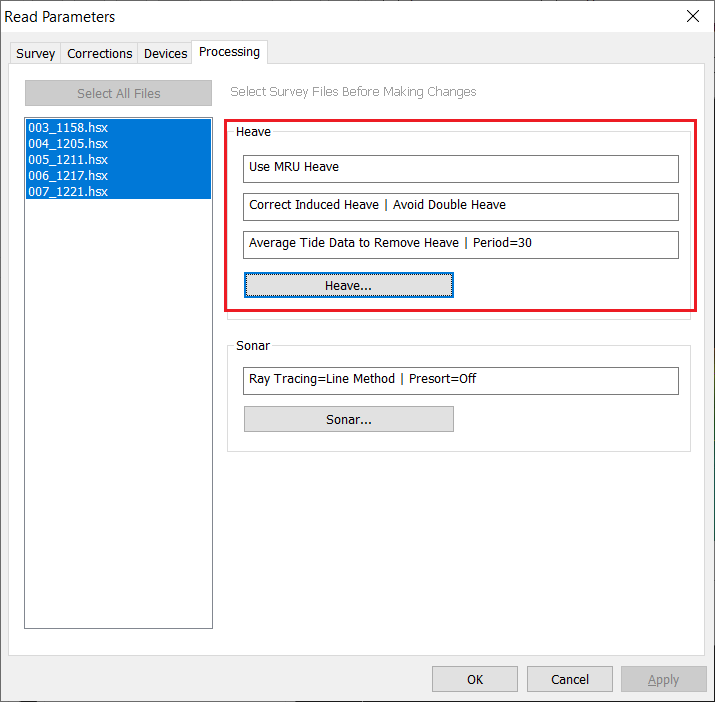 Read Parameters
Survey Corrections Devices Processing
Select All Files
Select Survey Files Before Making Changes
003_1158.hsx
004_1205.hsx
005_1211.hsx
006_1217.hsx
007_1221.hsx
Heave
Use MRU Heave
Correct Induced Heave | Avoid Double Heave
Average Tide Data to Remove Heave | Period=30
Heave...
Sonar
Ray Tracing=Line Method | Presort=Off
Sonar...
OK Cancel Apply